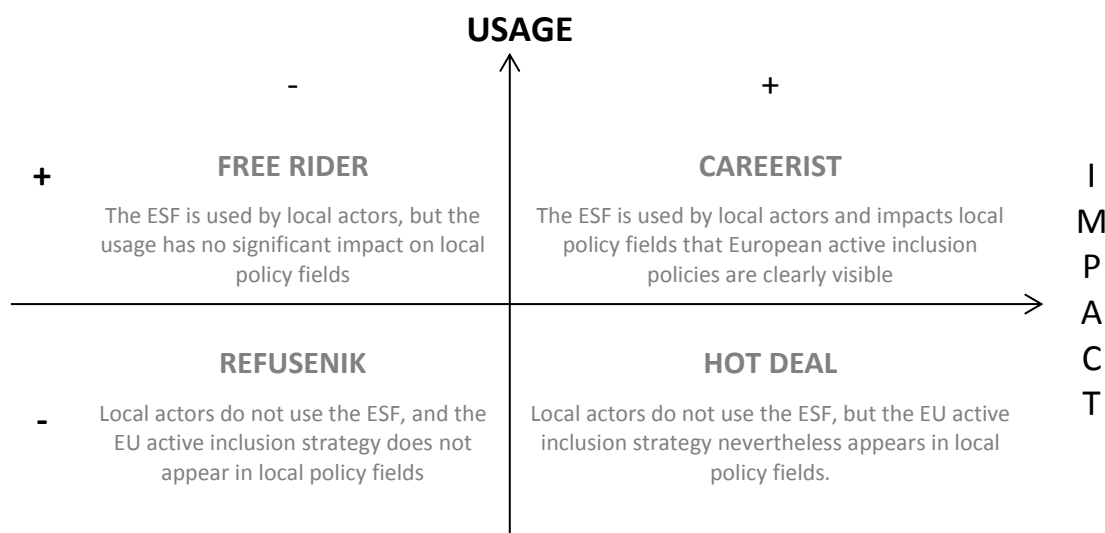 USAGE
- +
+ FREE RIDER CAREERIST
The ESF is used by local actors, but the
usage has no significant impact on local
policy fields
The ESF is used by local actors and impacts local
policy fields that European active inclusion
policies are clearly visible
I
M
P
A
C
T
REFUSENIK HOT DEAL
-
Local actors do not use the ESF, and the
EU active inclusion strategy does not
appear in local policy fields
Local actors do not use the ESF, but the EU active
inclusion strategy nevertheless appears in local
policy fields.